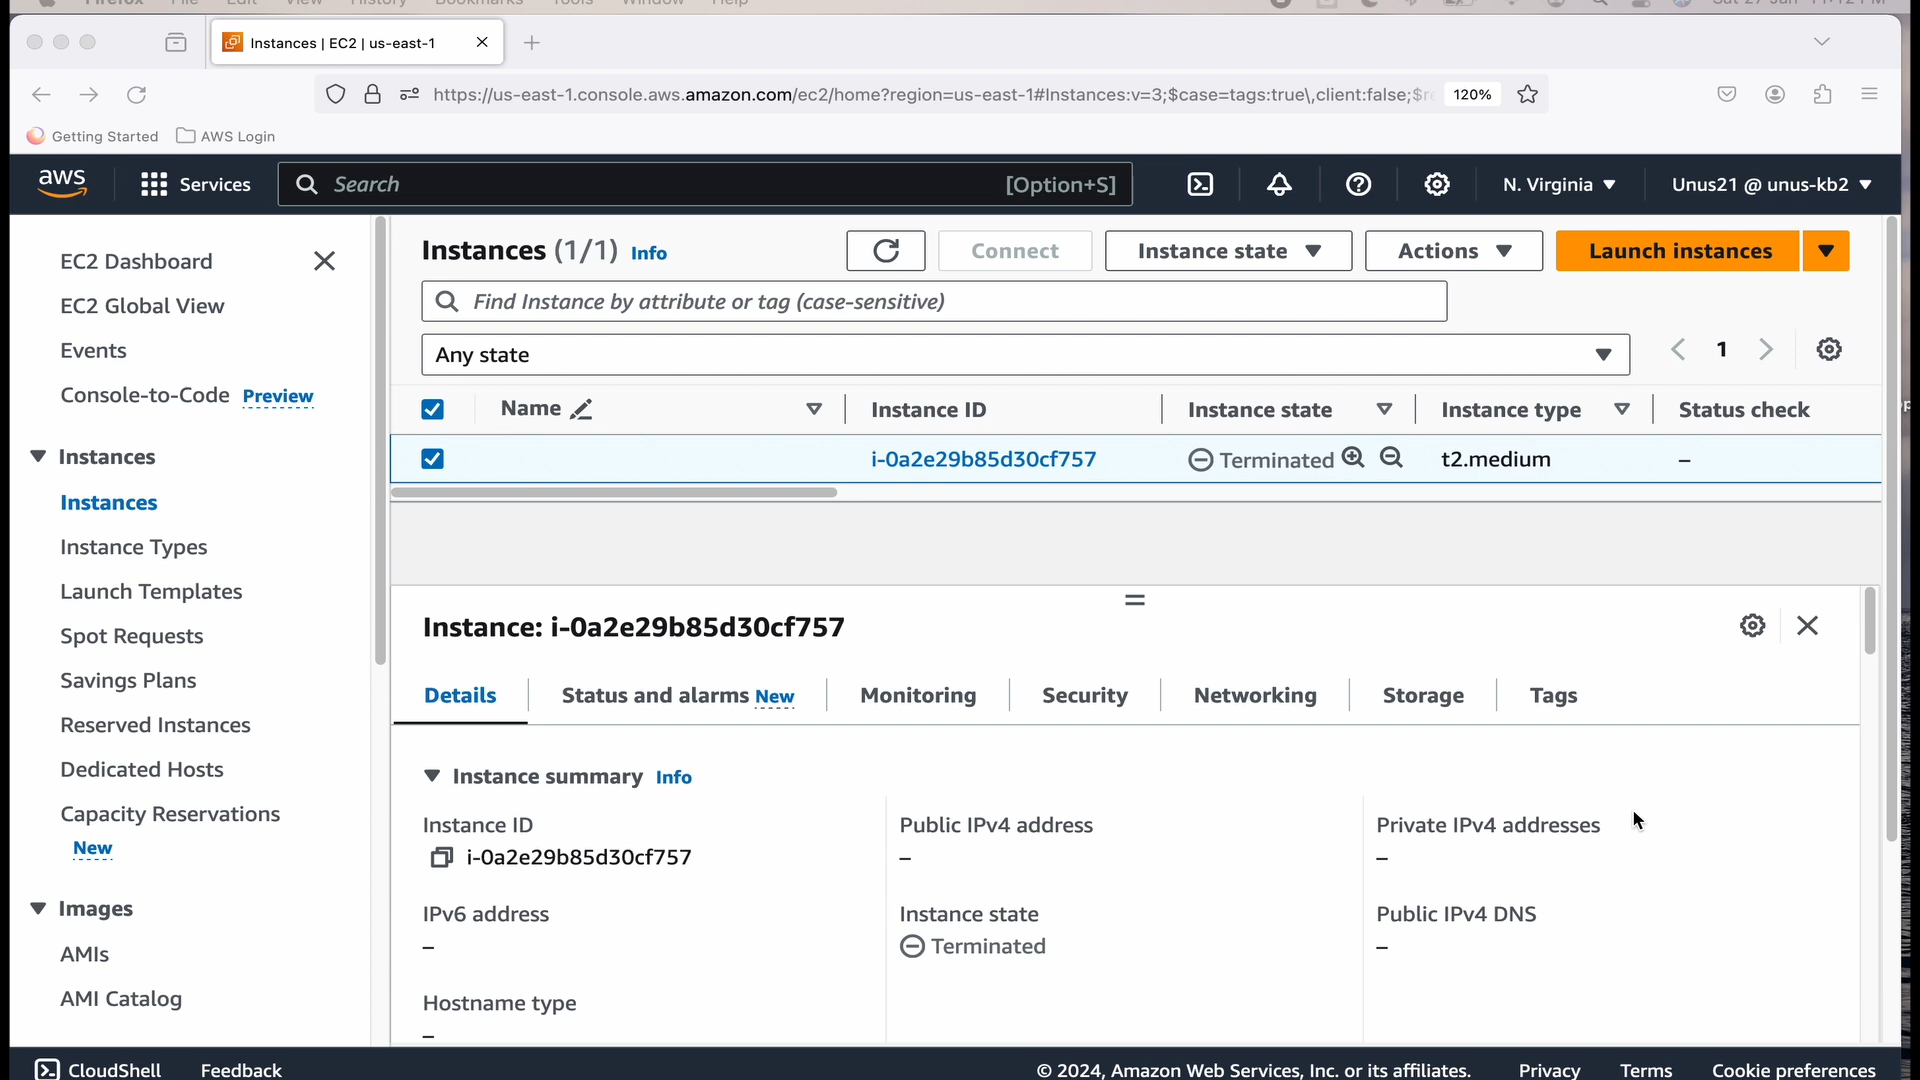 Instances | EC2 | us-east-1
https://us-east-1.console.aws.amazon.com/ec2/home?region=us-east-1#Instances:v=3;$case=tags:true\,client:false;$r
120%
Getting Started
AWS Login
aws
Services
Search
[Option+S]
N. Virginia
Unus21 @ unus-kb2
EC2 Dashboard
EC2 Global View
Events
Console-to-Code Preview
Instances
Instances
Instance Types
Launch Templates
Spot Requests
Savings Plans
Reserved Instances
Dedicated Hosts
Capacity Reservations
New
Images
AMIs
AMI Catalog
Instances (1/1) Info
Connect
Instance state
Actions
Launch instances
Find Instance by attribute or tag (case-sensitive)
Any state
1
Name
Instance ID
Instance state
Instance type
Status check
i-0a2e29b85d30cf757
Terminated
t2.medium
–
Instance: i-0a2e29b85d30cf757
Details
Status and alarms New
Monitoring
Security
Networking
Storage
Tags
Instance summary Info
Instance ID
i-0a2e29b85d30cf757
Public IPv4 address
–
Private IPv4 addresses
–
IPv6 address
–
Instance state
Terminated
Public IPv4 DNS
–
Hostname type
–
CloudShell
Feedback
© 2024, Amazon Web Services, Inc. or its affiliates.
Privacy
Terms
Cookie preferences